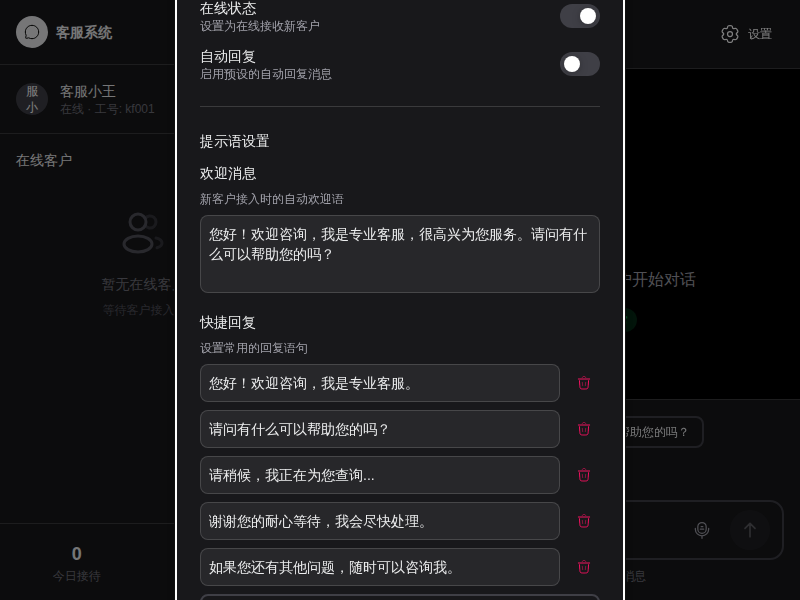 客服系统
设置
服
小
客服小王
在线 · 工号: kf001
在线客户
暂无在线客
等待客户接入
0
今日接待
在线状态
设置为在线接收新客户
自动回复
启用预设的自动回复消息
提示语设置
欢迎消息
新客户接入时的自动欢迎语
您好！欢迎咨询，我是专业客服，很高兴为您服务。请问有什
么可以帮助您的吗？
快捷回复
设置常用的回复语句
您好！欢迎咨询，我是专业客服。
请问有什么可以帮助您的吗？
请稍候，我正在为您查询...
谢谢您的耐心等待，我会尽快处理。
如果您还有其他问题，随时可以咨询我。
户开始对话
帮助您的吗？
消息